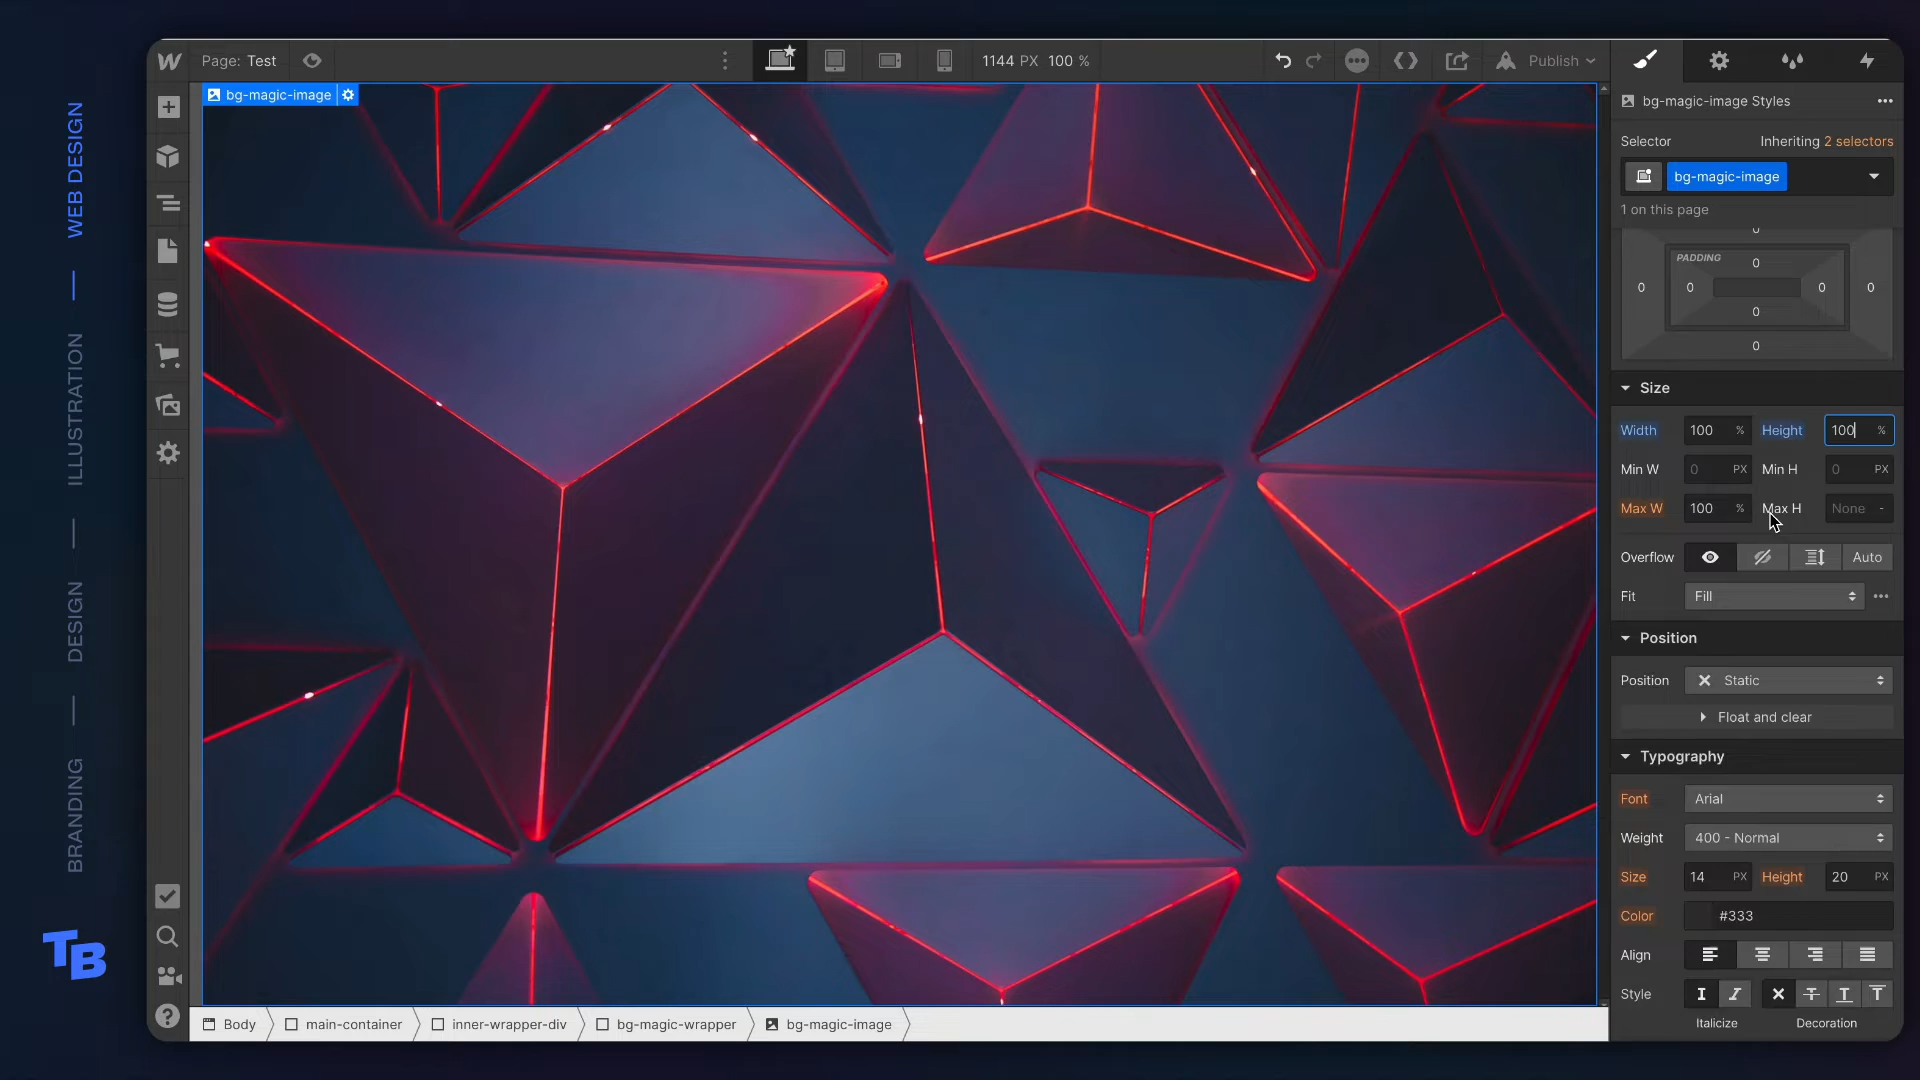 WEB DESIGN
ILLUSTRATION
DESIGN
BRANDING
TB
W
Page: Test
1144 PX 100 %
Publish
bg-magic-image
bg-magic-image Styles
Selector
Inheriting 2 selectors
bg-magic-image
1 on this page
0
PADDING
0
0 0 0 0
0
0
Size
Width 100 % Height 100 %
Min W 0 PX Min H 0 PX
Max W 100 % Max H None -
Overflow Auto
Fit Fill
Position
Position Static
Float and clear
Typography
Font Arial
Weight 400 - Normal
Size 14 PX Height 20 PX
Color #333
Align
Style I I T T T
Italicize Decoration
Body main-container inner-wrapper-div bg-magic-wrapper bg-magic-image